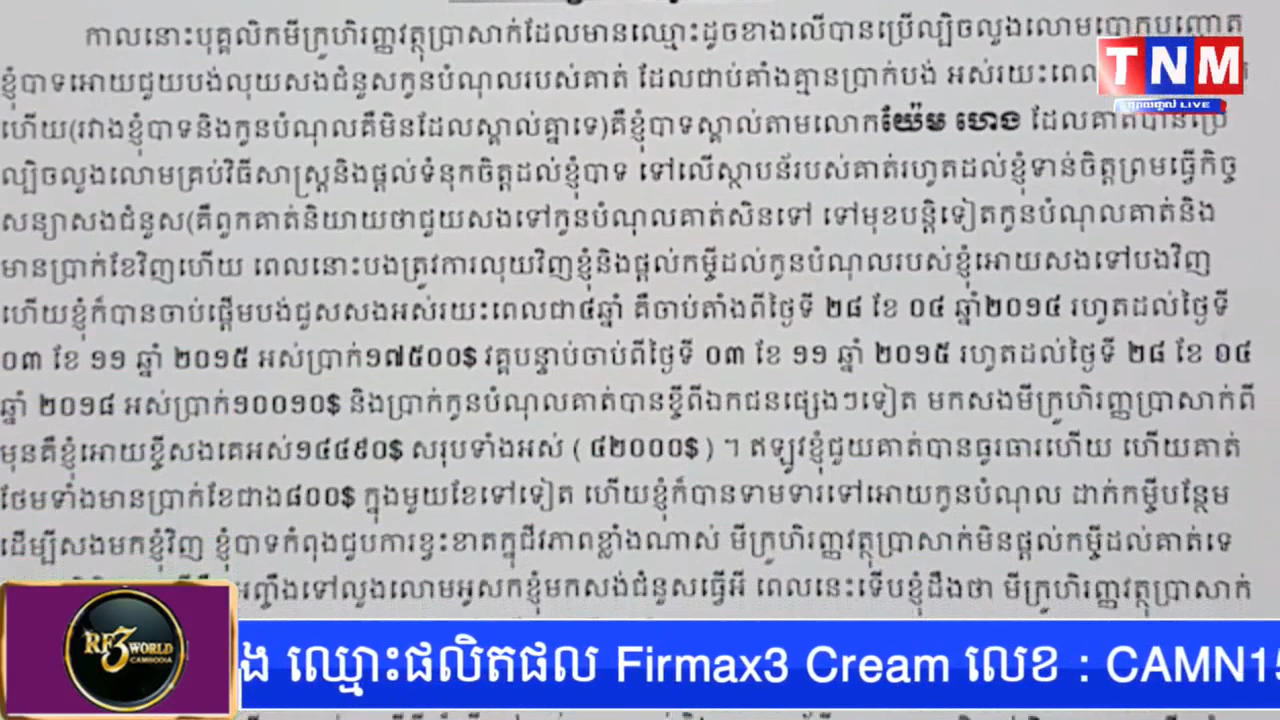 កាលនោះបុគ្គលិកមីក្រូហិរញ្ញវត្ថុប្រាសាក់ដែលមានឈ្មោះដូចខាងលើបានប្រើល្បិចលួងលោមបោកបញ្ឆោត
ខ្ញុំបាទអោយជួយបង់លុយសងជំនួសកូនបំណុលរបស់គាត់ ដែលជាប់គាំងគ្មានប្រាក់បង់ អស់រយះពេល
TNM
ហើយ(រវាងខ្ញុំបាទនិងកូនបំណុលគឺមិនដែលស្គាល់គ្នាទេ)គឺខ្ញុំបាទស្គាល់តាមលោកយ៉ែម ហេង ដែលគាត់បានប្រើ
ល្បិចលួងលោមគ្រប់វិធីសាស្ត្រនិងផ្តល់ទំនុកចិត្តដល់ខ្ញុំបាទ ទៅលើស្ថាប័នរបស់គាត់រហូតដល់ខ្ញុំទាន់ចិត្តព្រមធ្វើកិច្ច
សន្យាសងជំនួស(គឺពួកគាត់និយាយថាជួយសងទៅកូនបំណុលគាត់សិនទៅ ទៅមុខបន្តិទៀតកូនបំណុលគាត់និង
មានប្រាក់ខែវិញហើយ ពេលនោះបងត្រូវការលុយវិញខ្ញុំនិងផ្តល់កម្ចីដល់កូនបំណុលរបស់ខ្ញុំអោយសងទៅបងវិញ
ហើយខ្ញុំក៏បានចាប់ផ្តើមបង់ជួសសងអស់រយះពេលជា៤ឆ្នាំ គឺចាប់តាំងពីថ្ងៃទី ២៨ ខែ ០៤ ឆ្នាំ២០១៤ រហូតដល់ថ្ងៃទី
០៣ ខែ ១១ ឆ្នាំ ២០១៥ អស់ប្រាក់១៧៥០០$ វគ្គបន្ទាប់ចាប់ពីថ្ងៃទី ០៣ ខែ ១១ ឆ្នាំ ២០១៥ រហូតដល់ថ្ងៃទី ២៨ ខែ ០៤
ឆ្នាំ ២០១៨ អស់ប្រាក់១០០១០$ និងប្រាក់កូនបំណុលគាត់បានខ្ចីពីឯកជនផ្សេងៗទៀត មកសងមីក្រូហិរញ្ញប្រាសាក់ពី
មុនគឺខ្ញុំអោយខ្ចីសងគេអស់១៤៤៩០$ សរុបទាំងអស់ ( ៤២០០០$ ) ។ ឥឡូវខ្ញុំជួយគាត់បានធូរធារហើយ ហើយគាត់
ថែមទាំងមានប្រាក់ខែជាង៨០០$ ក្នុងមួយខែទៅទៀត ហើយខ្ញុំក៏បានទាមទារទៅអោយកូនបំណុល ដាក់កម្ចីបន្ថែម
ដើម្បីសងមកខ្ញុំវិញ ខ្ញុំបាទកំពុងជួបការខ្វះខាតក្នុជីវភាពខ្លាំងណាស់ មីក្រូហិរញ្ញវត្ថុប្រាសាក់មិនផ្តល់កម្ចីដល់គាត់ទេ
អញ្ចឹងទៅលួងលោមអូសកខ្ញុំមកសង់ជំនួសធ្វើអី ពេលនេះទើបខ្ញុំដឹងថា មីក្រូហិរញ្ញវត្ថុប្រាសាក់
RF3 WORLD
CAMBODIA
ង ឈ្មោះផលិតផល Firmax3 Cream លេខ : CAMN15